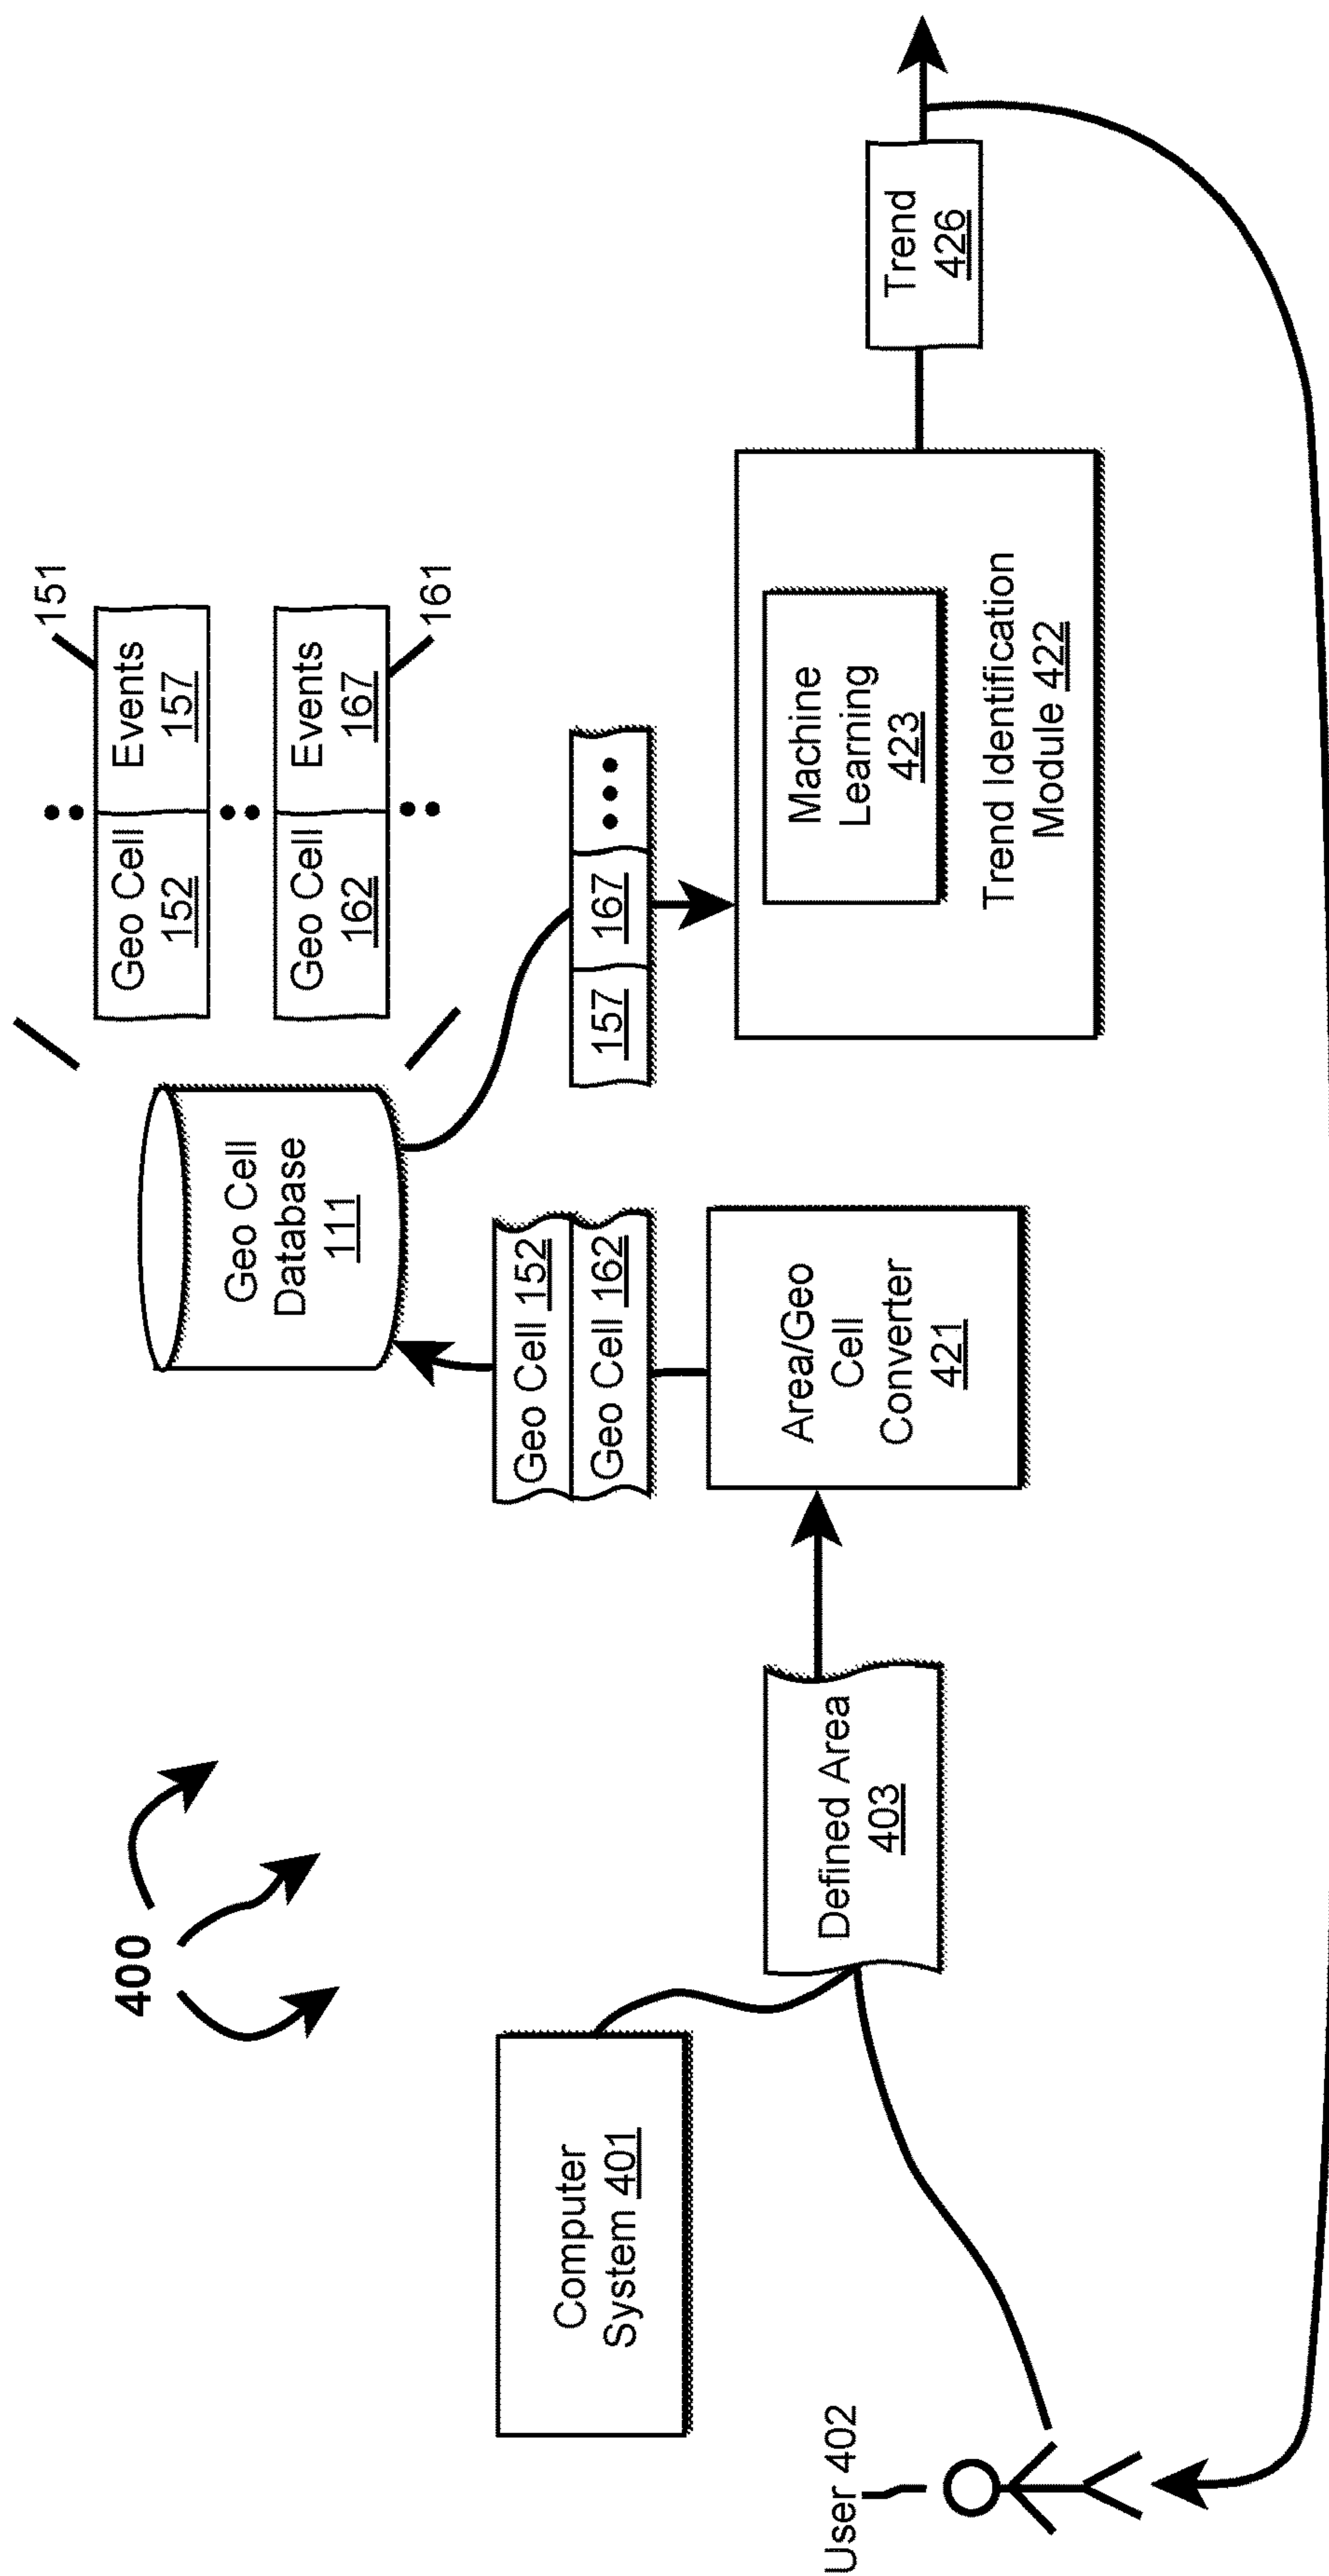 400
Computer
System 401
User 402
Defined Area
403
Area/Geo
Cell
Converter
421
Geo Cell 152
Geo Cell 162
Geo Cell
Database
111
Geo Cell
152
Events
157
151
Geo Cell
162
Events
167
161
157
167
Machine
Learning
423
Trend Identification
Module 422
Trend
426